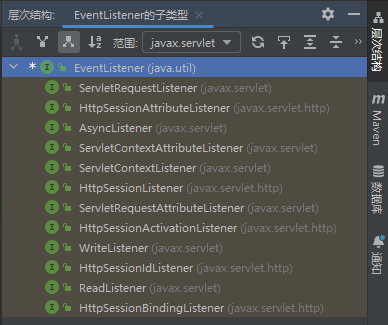 层次结构: EventListener的子类型 ×
范围: javax.servlet
* EventListener (java.util)
ServletRequestListener (javax.servlet)
HttpSessionAttributeListener (javax.servlet.http)
AsyncListener (javax.servlet)
ServletContextAttributeListener (javax.servlet)
ServletContextListener (javax.servlet)
HttpSessionListener (javax.servlet.http)
ServletRequestAttributeListener (javax.servlet)
HttpSessionActivationListener (javax.servlet.http)
WriteListener (javax.servlet)
HttpSessionIdListener (javax.servlet.http)
ReadListener (javax.servlet)
HttpSessionBindingListener (javax.servlet.http)
层次结构
m Maven
数据库
通知